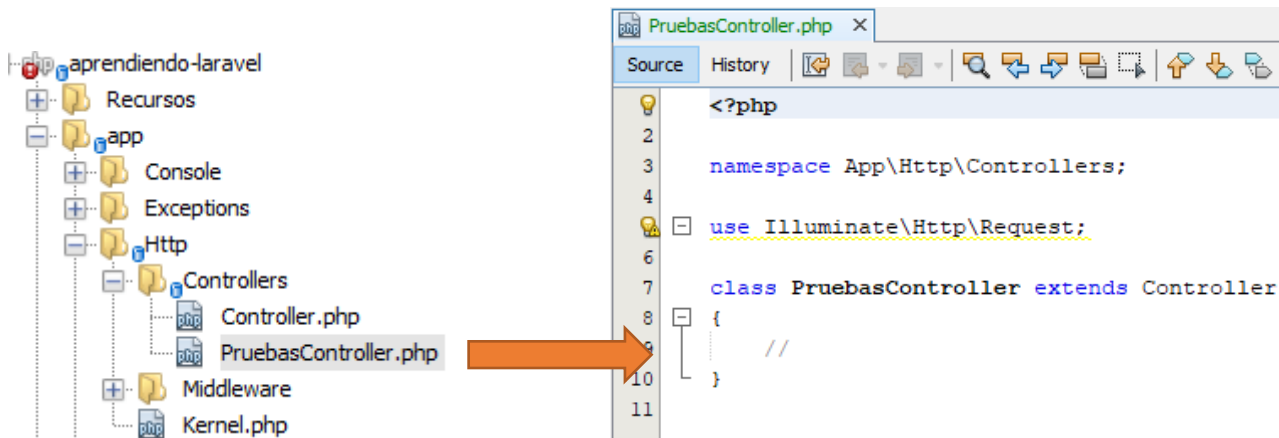 aprendiendo-laravel
Recursos
app
Console
Exceptions
Http
Controllers
Controller.php
PruebasController.php
Middleware
Kernel.php
PruebasController.php
Source History
<?php
2
3 namespace App\Http\Controllers;
4
use Illuminate\Http\Request;
6
7 class PruebasController extends Controller
8 {
9 //
10 }
11